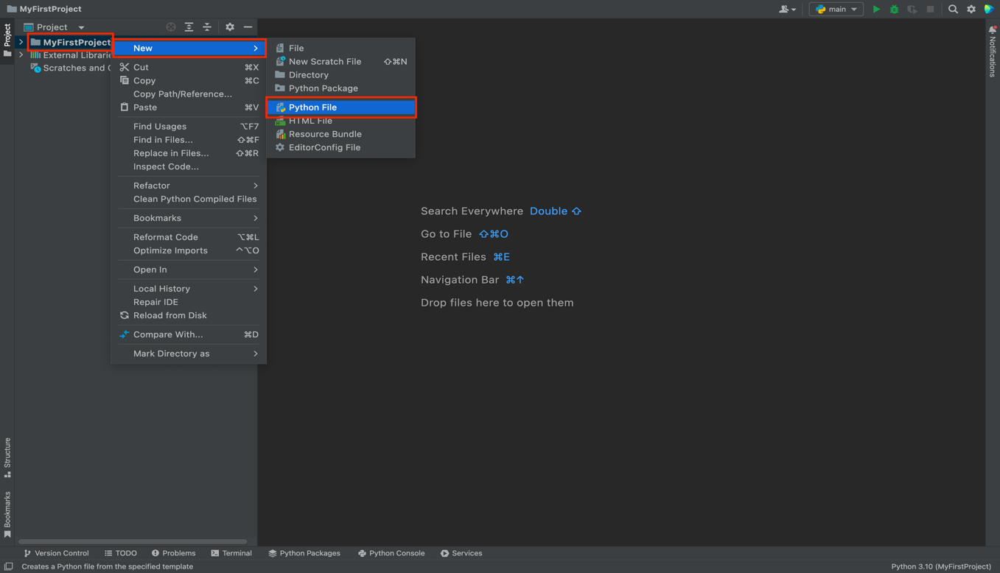 MyFirstProject
main
Project
Project
MyFirstProject
External Librarie
Scratches and
New
Cut ⌘X
Copy ⌘C
Copy Path/Reference...
Paste ⌘V
Find Usages ⌥F7
Find in Files... ⇧⌘F
Replace in Files... ⇧⌘R
Inspect Code...
Refactor
Clean Python Compiled Files
Bookmarks
Reformat Code ⌥⌘L
Optimize Imports ^⌥O
Open In
Local History
Repair IDE
Reload from Disk
Compare With... ⌘D
Mark Directory as
File
New Scratch File ⇧⌘N
Directory
Python Package
Python File
HTML File
Resource Bundle
EditorConfig File
Search Everywhere Double ⇧
Go to File ⇧⌘O
Recent Files ⌘E
Navigation Bar ⌘↑
Drop files here to open them
Notifications
Structure
Bookmarks
Version Control
TODO
Problems
Terminal
Python Packages
Python Console
Services
Creates a Python file from the specified template
Python 3.10 (MyFirstProject)